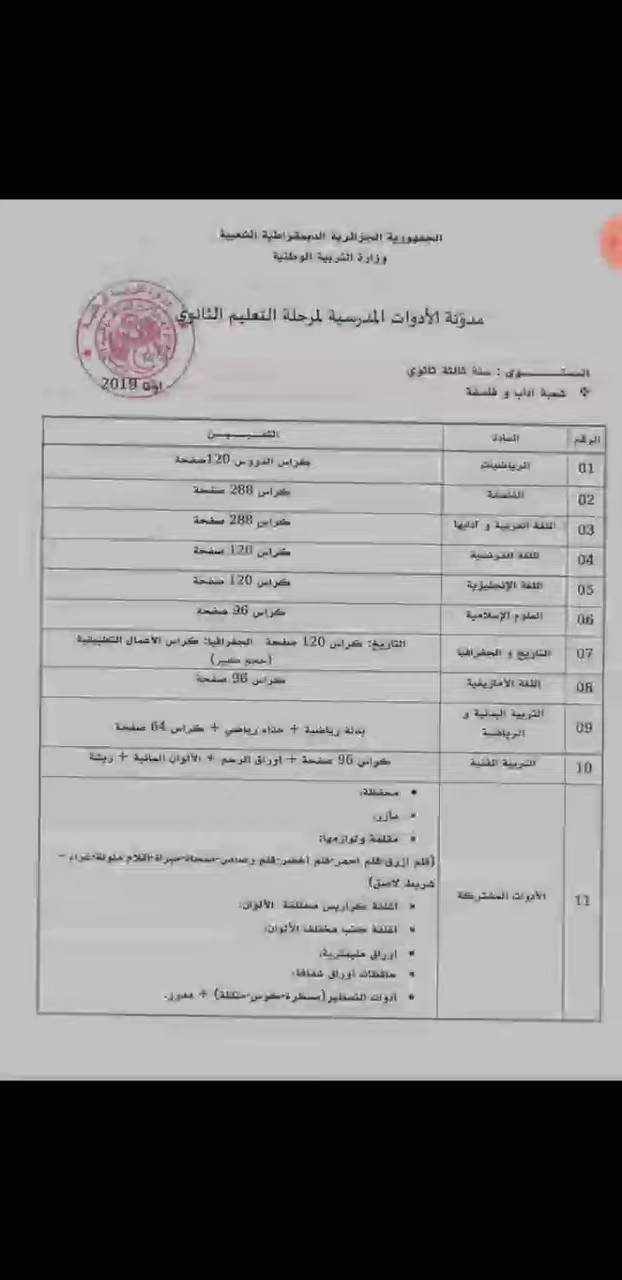 الجمهورية الجزائرية الديمقراطية الشعبية
وزارة التربية الوطنية
مدوّنة الأدوات المدرسية لمرحلة التعليم الثانوي
2019
المستـــــوى : سنة ثالثة ثانوي
❖ شعبة آداب و فلسفة
الرقم المادة التعييـــن
01 الرياضيات كراس الدروس 120صفحة
02 الفلسفة كراس 288 صفحة
03 اللغة العربية و آدابها كراس 288 صفحة
04 اللغة الفرنسية كراس 120 صفحة
05 اللغة الإنجليزية كراس 120 صفحة
06 العلوم الإسلامية كراس 96 صفحة
07 التاريخ و الجغرافيا التاريخ: كراس 120 صفحة الجغرافيا: كراس الأعمال التطبيقية
(حجم كبير)
08 اللغة الأمازيغية كراس 96 صفحة
09 التربية البدنية و
الرياضية بدلة رياضية + حذاء رياضي + كراس 64 صفحة
10 التربية الفنية كراس 96 صفحة + أوراق الرسم + الألوان المائية + ريشة
11 الأدوات المشتركة
• محفظة؛
• مآزر؛
• مقلمة ولوازمها؛
(قلم أزرق-قلم أحمر-قلم أخضر-قلم رصاص-ممحاة-مبراة-أقلام ملونة-غراء –
شريط لاصق)
• أغلفة كراريس مختلفة الألوان؛
• أغلفة كتب مختلف الألوان؛
• أوراق مليمترية؛
• حافظات أوراق شفافة؛
• أدوات التسطير(مسطرة-كوس-منقلة) + مدور.